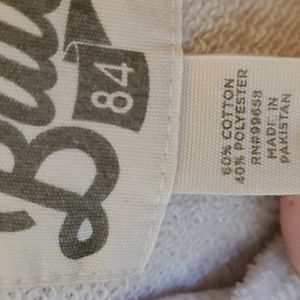 84
60% COTTON
40% POLYESTER
RN#99658
MADE IN
PAKISTAN